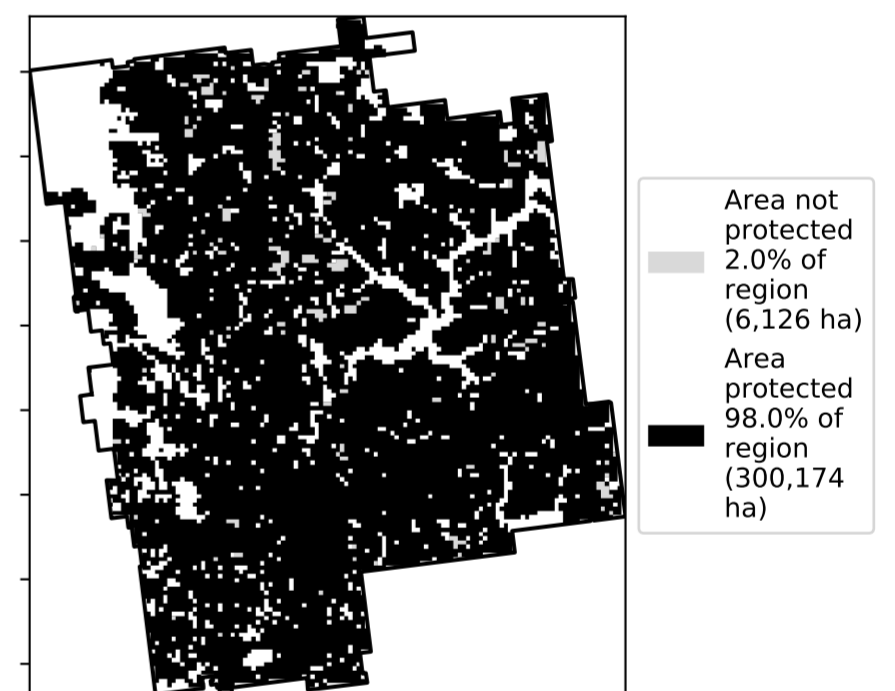 Area not
protected
2.0% of
region
(6,126 ha)
Area
protected
98.0% of
region
(300,174
ha)